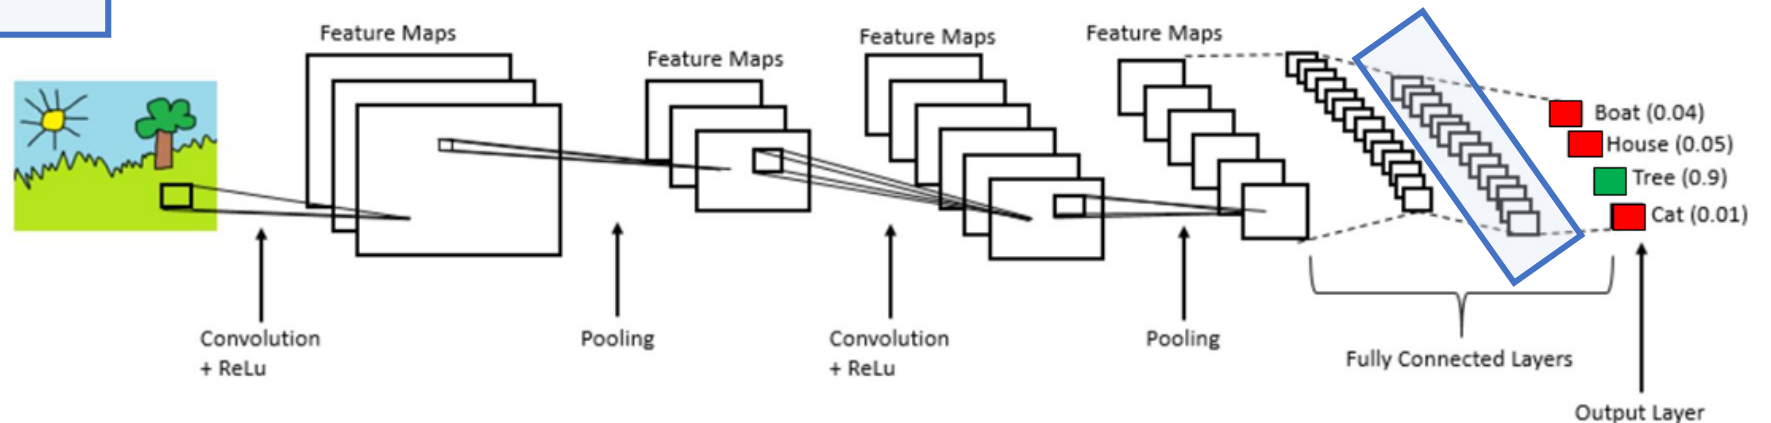 Feature Maps
Feature Maps
Feature Maps
Feature Maps
Boat (0.04)
House (0.05)
Tree (0.9)
Cat (0.01)
Convolution
+ ReLu
Pooling
Convolution
+ ReLu
Pooling
Fully Connected Layers
Output Layer